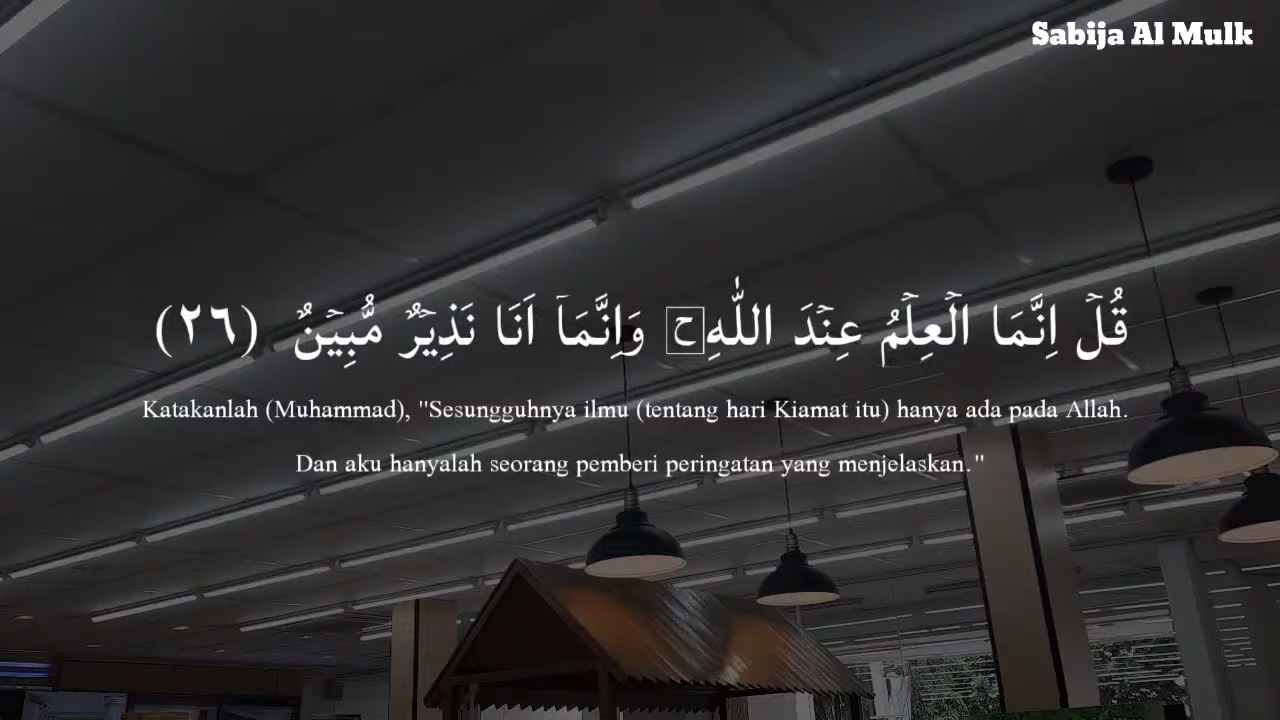 Sabija Al Mulk
قُلْ اِنَّمَا الْعِلْمُ عِنْدَ اللّٰهِ ۖح وَاِنَّمَآ اَنَا۠ نَذِيْرٌ مُّبِيْنٌ (٢٦)
Katakanlah (Muhammad), "Sesungguhnya ilmu (tentang hari Kiamat itu) hanya ada pada Allah.
Dan aku hanyalah seorang pemberi peringatan yang menjelaskan."